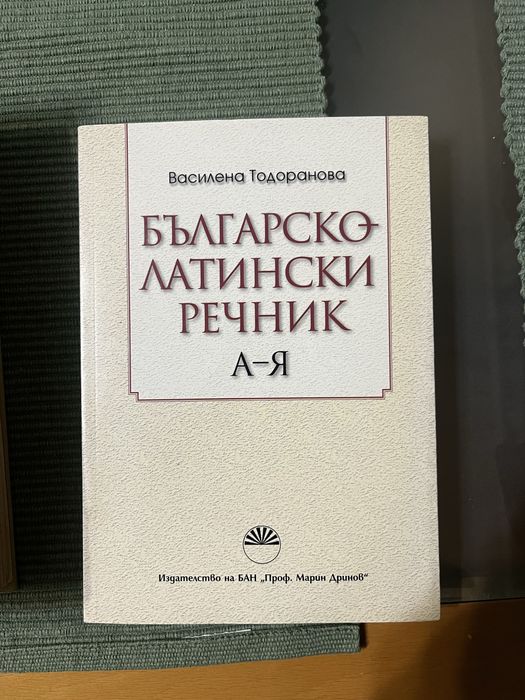 Василена Тодоранова
БЪЛГАРСКО-
ЛАТИНСКИ
РЕЧНИК
А–Я
Издателство на БАН „Проф. Марин Дринов“